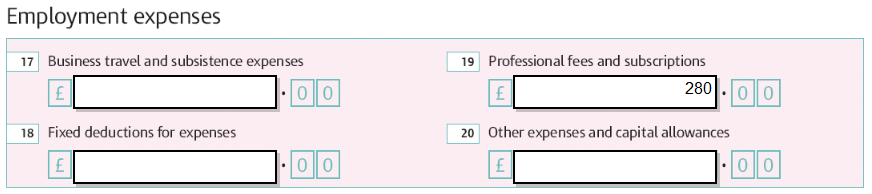 Employment expenses
17 Business travel and subsistence expenses
£ . 0 0
18 Fixed deductions for expenses
£ . 0 0
19 Professional fees and subscriptions
£ 280 . 0 0
20 Other expenses and capital allowances
£ . 0 0